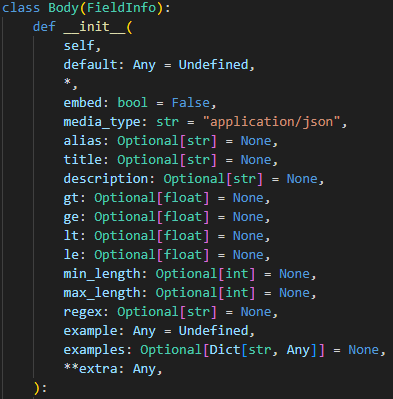 class Body(FieldInfo):
    def __init__(
        self,
        default: Any = Undefined,
        *,
        embed: bool = False,
        media_type: str = "application/json",
        alias: Optional[str] = None,
        title: Optional[str] = None,
        description: Optional[str] = None,
        gt: Optional[float] = None,
        ge: Optional[float] = None,
        lt: Optional[float] = None,
        le: Optional[float] = None,
        min_length: Optional[int] = None,
        max_length: Optional[int] = None,
        regex: Optional[str] = None,
        example: Any = Undefined,
        examples: Optional[Dict[str, Any]] = None,
        **extra: Any,
    ):